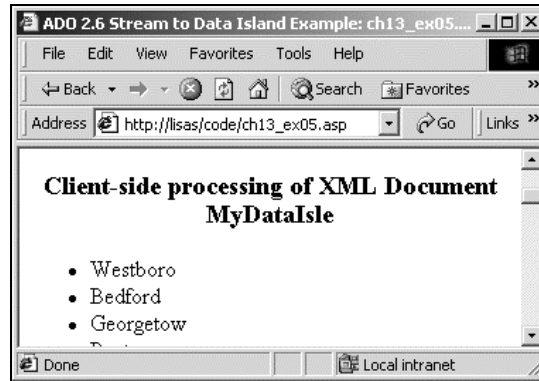 ADO 2.6 Stream to Data Island Example: ch13_ex05....
File Edit View Favorites Tools Help
Back Search Favorites »
Address http://lisas/code/ch13_ex05.asp Go Links »
Client-side processing of XML Document
MyDataIsle
• Westboro
• Bedford
• Georgetow
Done Local intranet